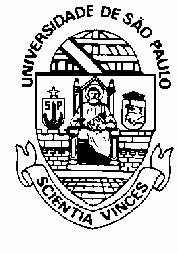 UNIVERSIDADE DE SÃO PAULO
SCIENTIA VINCES